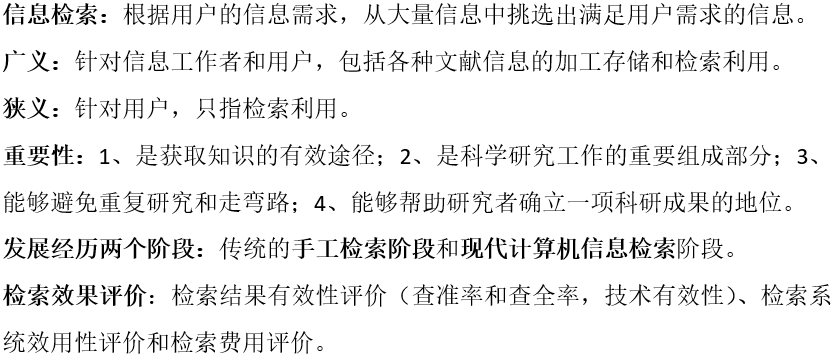 信息检索：根据用户的信息需求，从大量信息中挑选出满足用户需求的信息。
广义：针对信息工作者和用户，包括各种文献信息的加工存储和检索利用。
狭义：针对用户，只指检索利用。
重要性：1、是获取知识的有效途径；2、是科学研究工作的重要组成部分；3、
能够避免重复研究和走弯路；4、能够帮助研究者确立一项科研成果的地位。
发展经历两个阶段：传统的手工检索阶段和现代计算机信息检索阶段。
检索效果评价：检索结果有效性评价（查准率和查全率，技术有效性）、检索系
统效用性评价和检索费用评价。